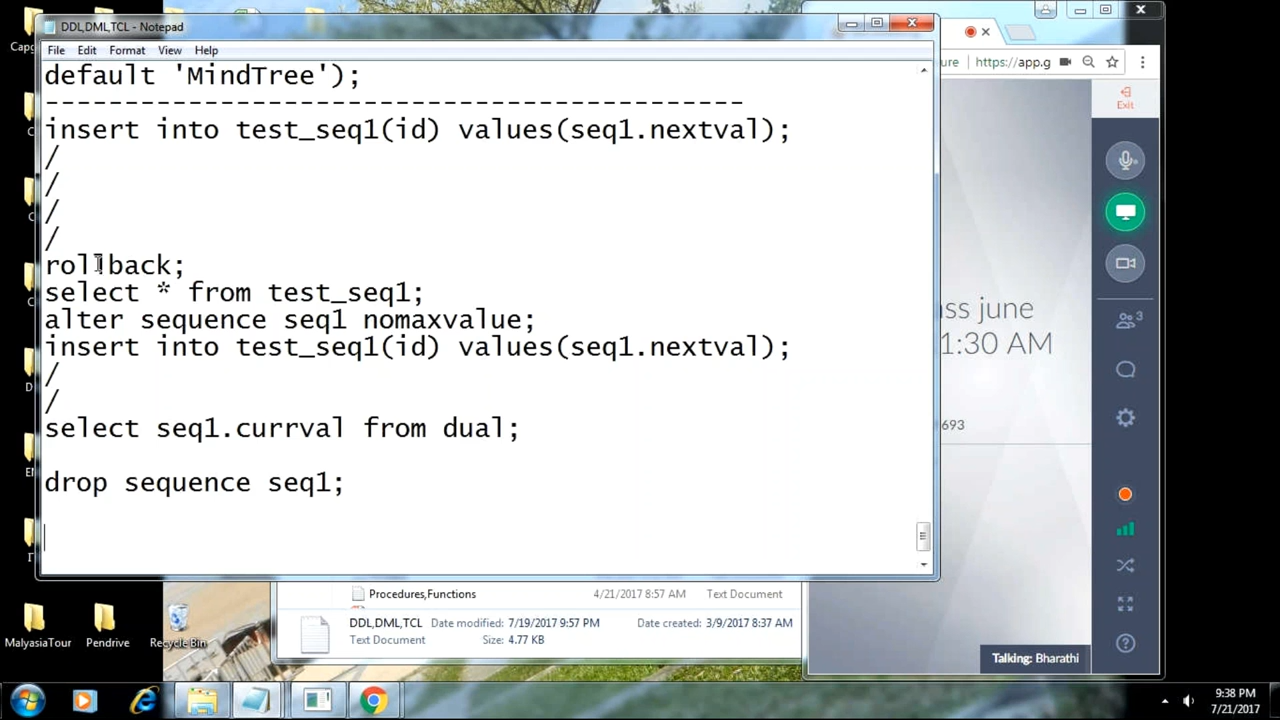 DDL,DML,TCL - Notepad
File Edit Format View Help
default 'MindTree');
--------------------------------------------
insert into test_seq1(id) values(seq1.nextval);
/
/
/
/
rollback;
select * from test_seq1;
alter sequence seq1 nomaxvalue;
insert into test_seq1(id) values(seq1.nextval);
/
/
select seq1.currval from dual;
drop sequence seq1;
ure https://app.g
Exit
ss june
1:30 AM
3
693
Talking: Bharathi
Procedures,Functions 4/21/2017 8:57 AM Text Document
DDL,DML,TCL Date modified: 7/19/2017 9:57 PM Date created: 3/9/2017 8:37 AM
Text Document Size: 4.77 KB
MalyasiaTour Pendrive Recycle Bin
9:38 PM
7/21/2017